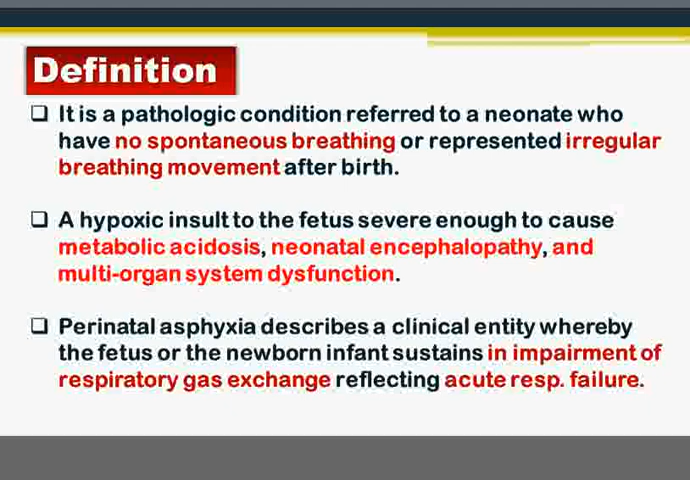 Definition
❑ It is a pathologic condition referred to a neonate who
have no spontaneous breathing or represented irregular
breathing movement after birth.
❑ A hypoxic insult to the fetus severe enough to cause
metabolic acidosis, neonatal encephalopathy, and
multi-organ system dysfunction.
❑ Perinatal asphyxia describes a clinical entity whereby
the fetus or the newborn infant sustains in impairment of
respiratory gas exchange reflecting acute resp. failure.